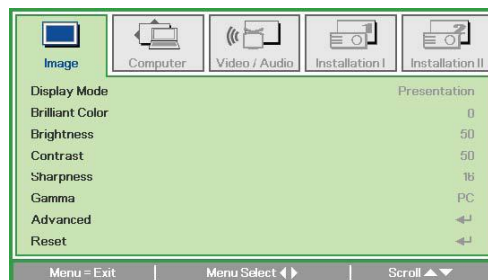 Image Computer Video / Audio Installation I Installation II
Display Mode Presentation
Brilliant Color 0
Brightness 50
Contrast 50
Sharpness 16
Gamma PC
Advanced
Reset
Menu = Exit Menu Select Scroll